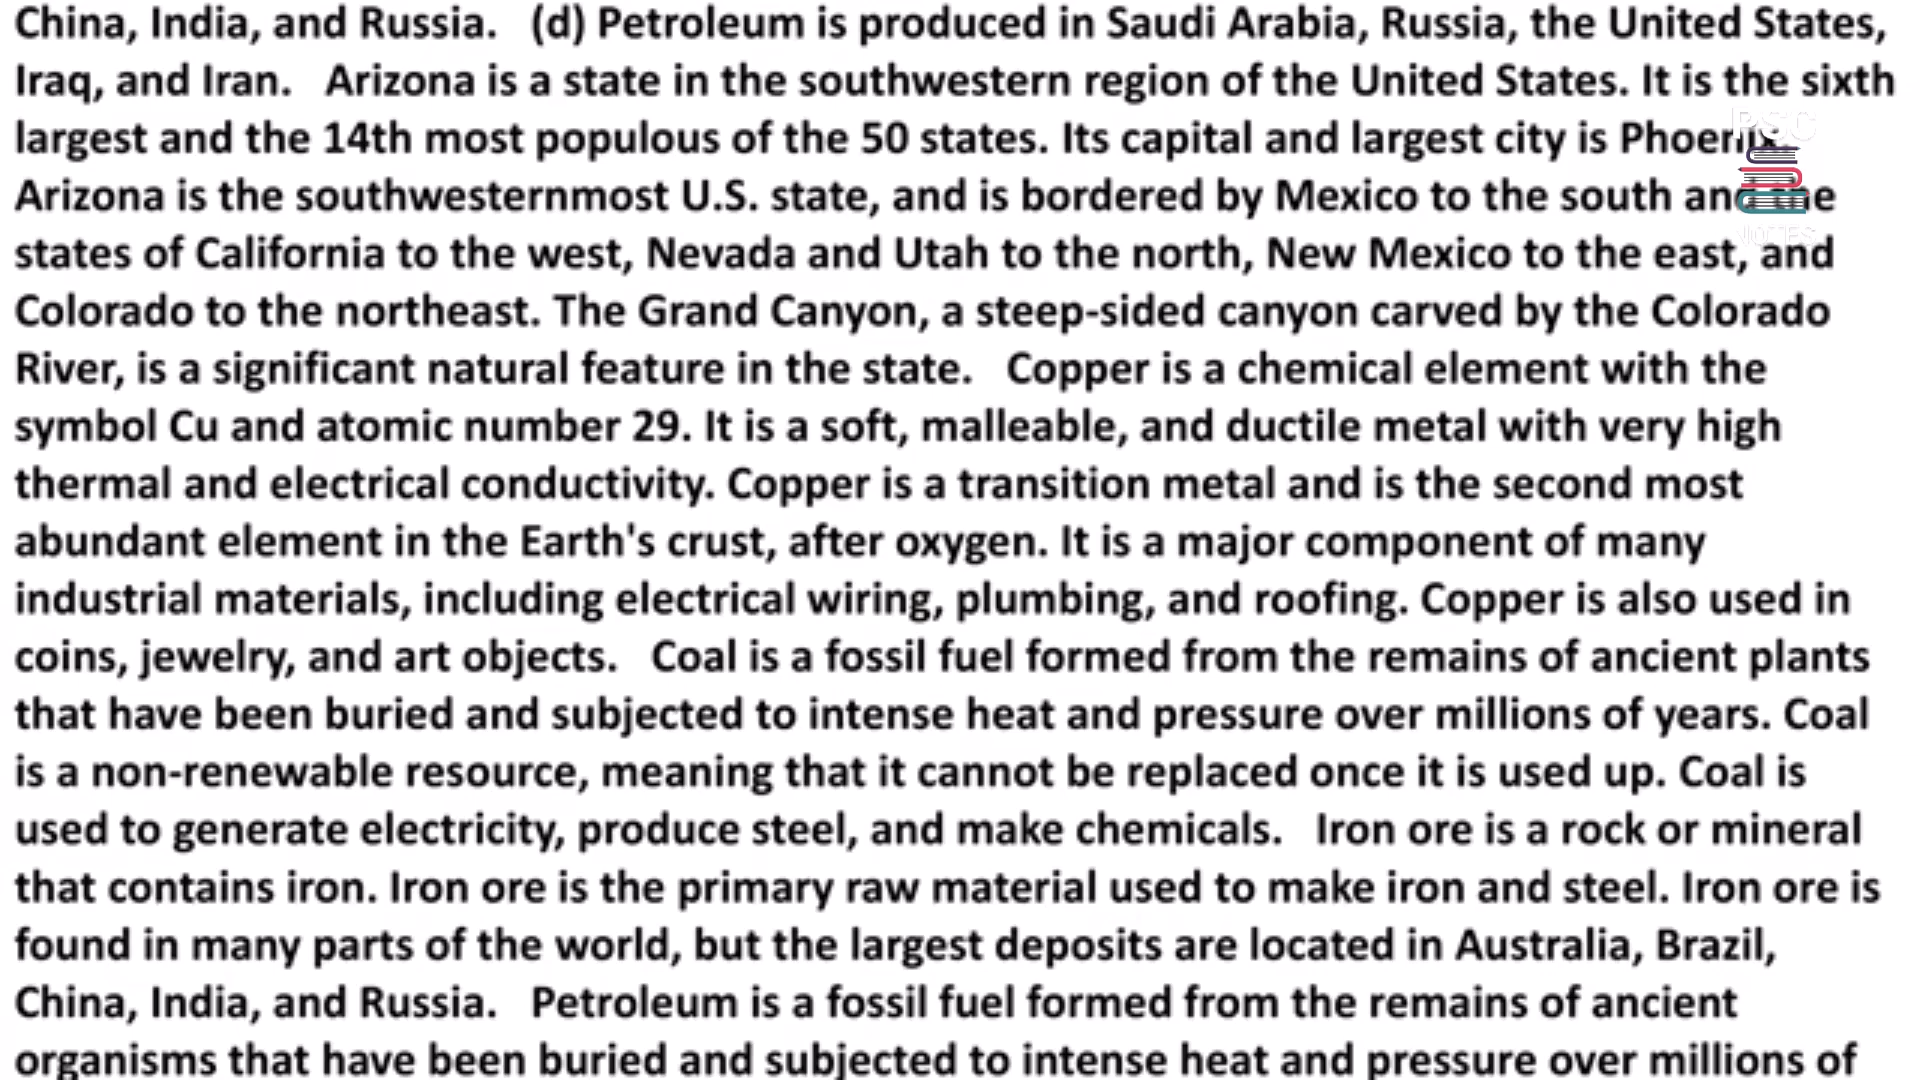 China, India, and Russia. (d) Petroleum is produced in Saudi Arabia, Russia, the United States,
Iraq, and Iran. Arizona is a state in the southwestern region of the United States. It is the sixth
largest and the 14th most populous of the 50 states. Its capital and largest city is Phoenix.
Arizona is the southwesternmost U.S. state, and is bordered by Mexico to the south and the
states of California to the west, Nevada and Utah to the north, New Mexico to the east, and
Colorado to the northeast. The Grand Canyon, a steep-sided canyon carved by the Colorado
River, is a significant natural feature in the state. Copper is a chemical element with the
symbol Cu and atomic number 29. It is a soft, malleable, and ductile metal with very high
thermal and electrical conductivity. Copper is a transition metal and is the second most
abundant element in the Earth's crust, after oxygen. It is a major component of many
industrial materials, including electrical wiring, plumbing, and roofing. Copper is also used in
coins, jewelry, and art objects. Coal is a fossil fuel formed from the remains of ancient plants
that have been buried and subjected to intense heat and pressure over millions of years. Coal
is a non-renewable resource, meaning that it cannot be replaced once it is used up. Coal is
used to generate electricity, produce steel, and make chemicals. Iron ore is a rock or mineral
that contains iron. Iron ore is the primary raw material used to make iron and steel. Iron ore is
found in many parts of the world, but the largest deposits are located in Australia, Brazil,
China, India, and Russia. Petroleum is a fossil fuel formed from the remains of ancient
organisms that have been buried and subjected to intense heat and pressure over millions of
PSC
NOTES